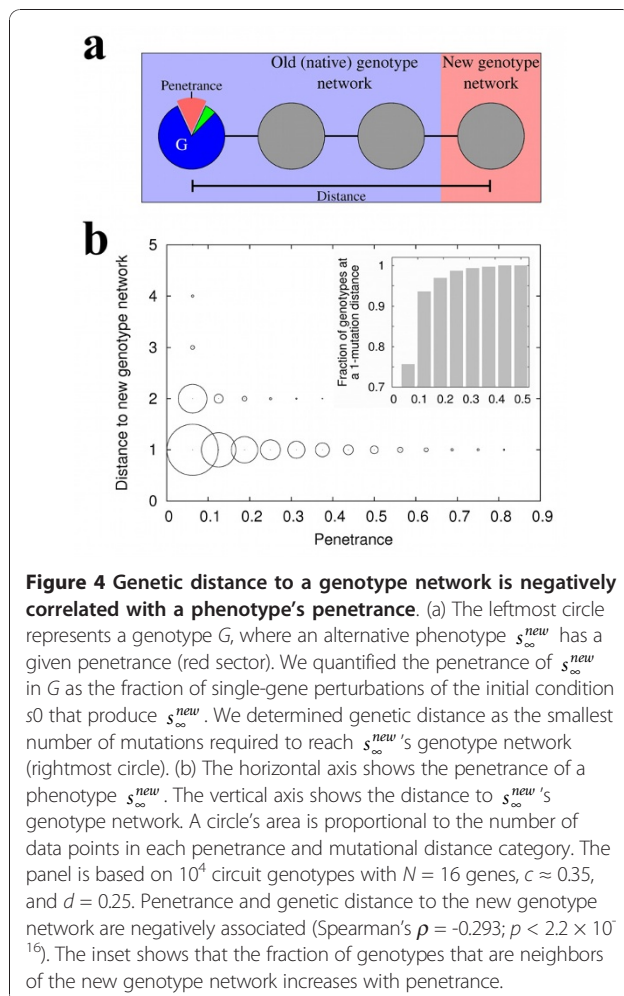 a
Old (native) genotype
network
New genotype
network
Penetrance
G
Distance
b
Distance to new genotype network
5
4
3
2
1
0
0 0.1 0.2 0.3 0.4 0.5 0.6 0.7 0.8 0.9
Penetrance
Fraction of genotypes at
a 1-mutation distance
1
0.9
0.8
0.7
0 0.1 0.2 0.3 0.4 0.5
Figure 4 Genetic distance to a genotype network is negatively
correlated with a phenotype's penetrance. (a) The leftmost circle
represents a genotype G, where an alternative phenotype s∞^new has a
given penetrance (red sector). We quantified the penetrance of s∞^new
in G as the fraction of single-gene perturbations of the initial condition
s0 that produce s∞^new. We determined genetic distance as the smallest
number of mutations required to reach s∞^new's genotype network
(rightmost circle). (b) The horizontal axis shows the penetrance of a
phenotype s∞^new. The vertical axis shows the distance to s∞^new's
genotype network. A circle's area is proportional to the number of
data points in each penetrance and mutational distance category. The
panel is based on 10⁴ circuit genotypes with N = 16 genes, c ≈ 0.35,
and d = 0.25. Penetrance and genetic distance to the new genotype
network are negatively associated (Spearman's ρ = -0.293; p < 2.2 × 10⁻
¹⁶). The inset shows that the fraction of genotypes that are neighbors
of the new genotype network increases with penetrance.